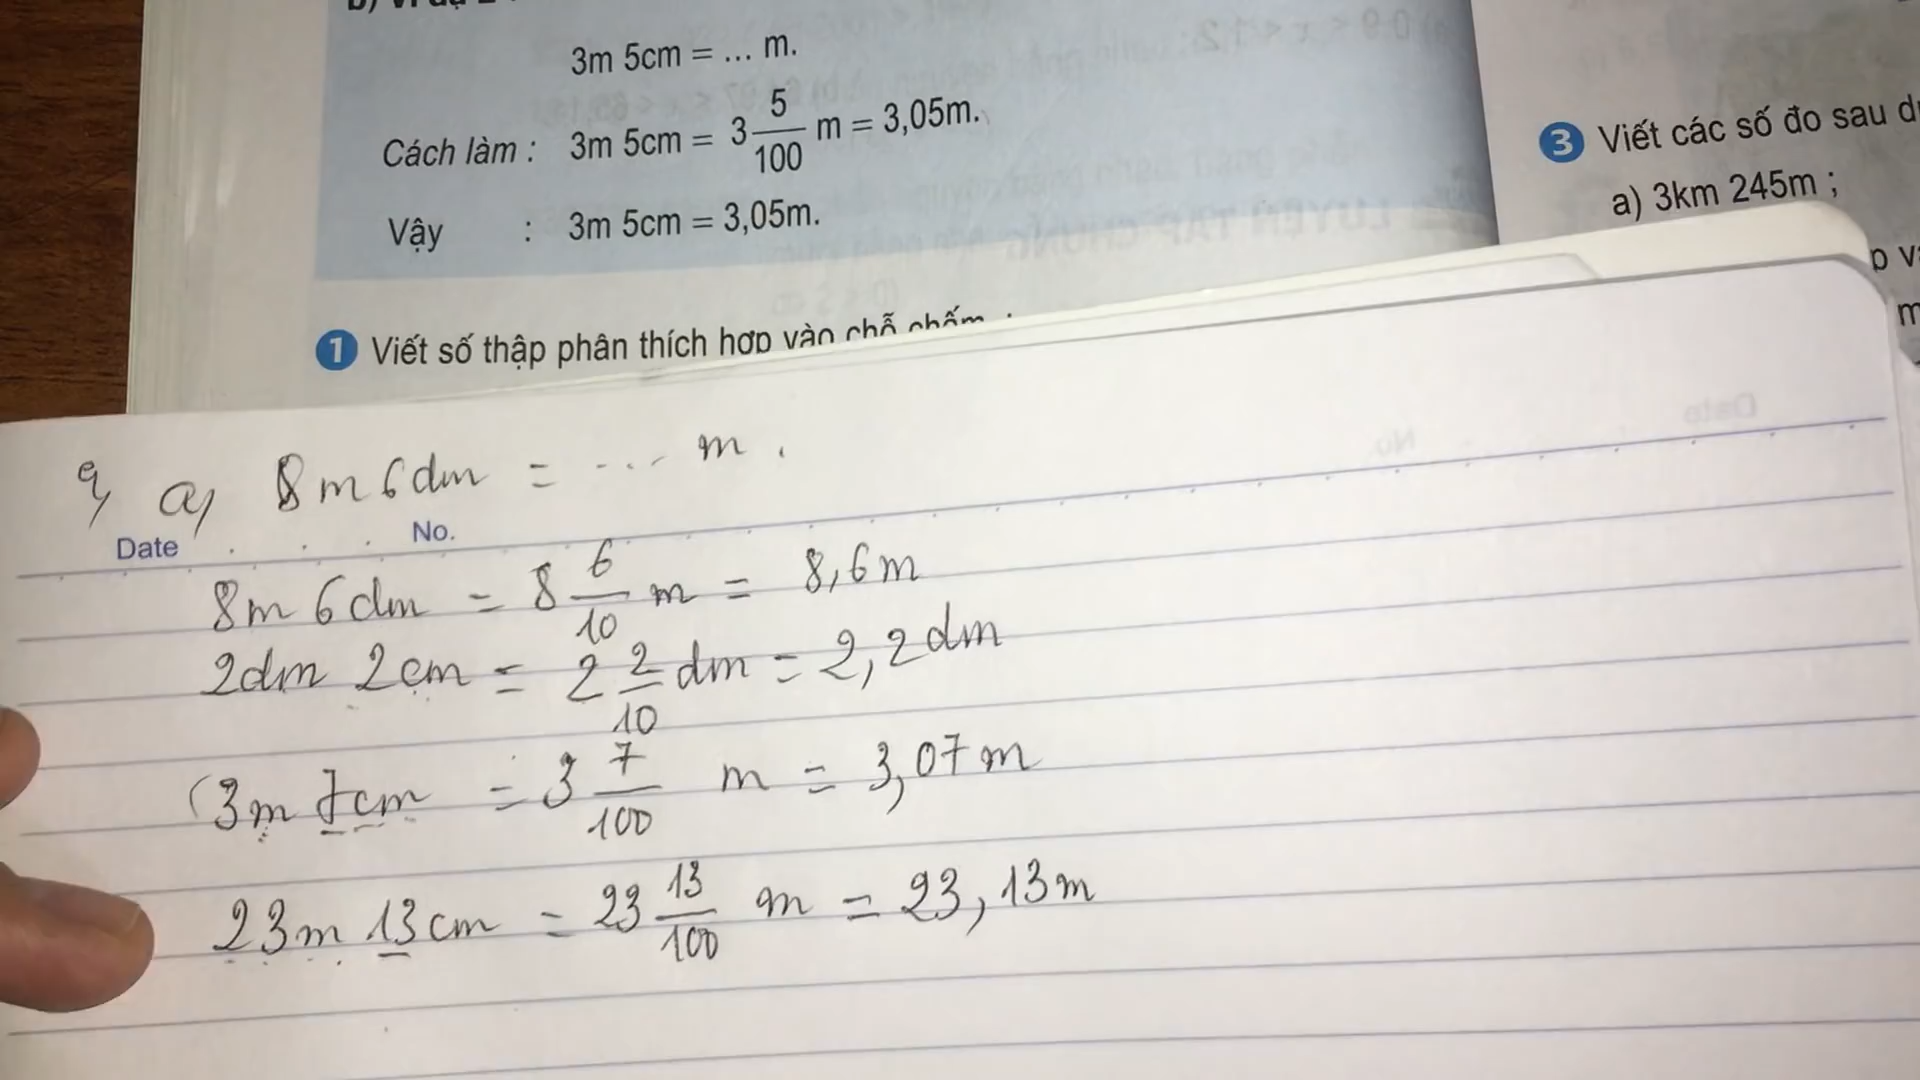 3m 5cm = ... m.
Cách làm : 3m 5cm = 3 5/100 m = 3,05m.
Vậy : 3m 5cm = 3,05m.
1 Viết số thập phân thích hợp vào chỗ chấm :
3 Viết các số đo sau
a) 3km 245m ;
a) 8m 6dm = ... m .
Date No.
8m 6dm = 8 6/10 m = 8,6m
2dm 2cm = 2 2/10 dm = 2,2dm
3m 7cm = 3 7/100 m = 3,07m
23m 13cm = 23 13/100 m = 23,13m